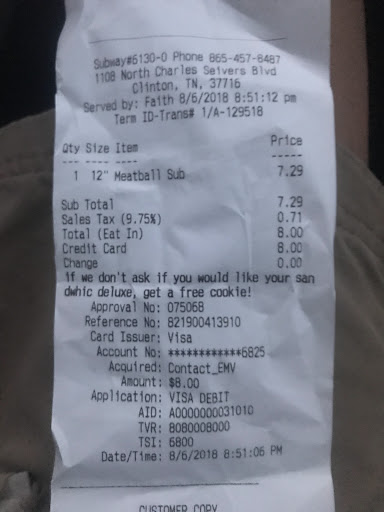 Subway#6130-0 Phone 865-457-8487
1108 North Charles Seivers Blvd
Clinton, TN, 37716
Served by: Faith 8/6/2018 8:51:12 pm
Term ID-Trans# 1/A-129518
Qty Size Item Price
--- ---- ---- -----
1 12" Meatball Sub 7.29
Sub Total 7.29
Sales Tax (9.75%) 0.71
Total (Eat In) 8.00
Credit Card 8.00
Change 0.00
if we don't ask if you would like your san
dwhic deluxe, get a free cookie!
Approval No: 075068
Reference No: 821900413910
Card Issuer: Visa
Account No: ************6825
Acquired: Contact_EMV
Amount: $8.00
Application: VISA DEBIT
AID: A0000000031010
TVR: 8080008000
TSI: 6800
Date/Time: 8/6/2018 8:51:06 PM
CUSTOMER COPY